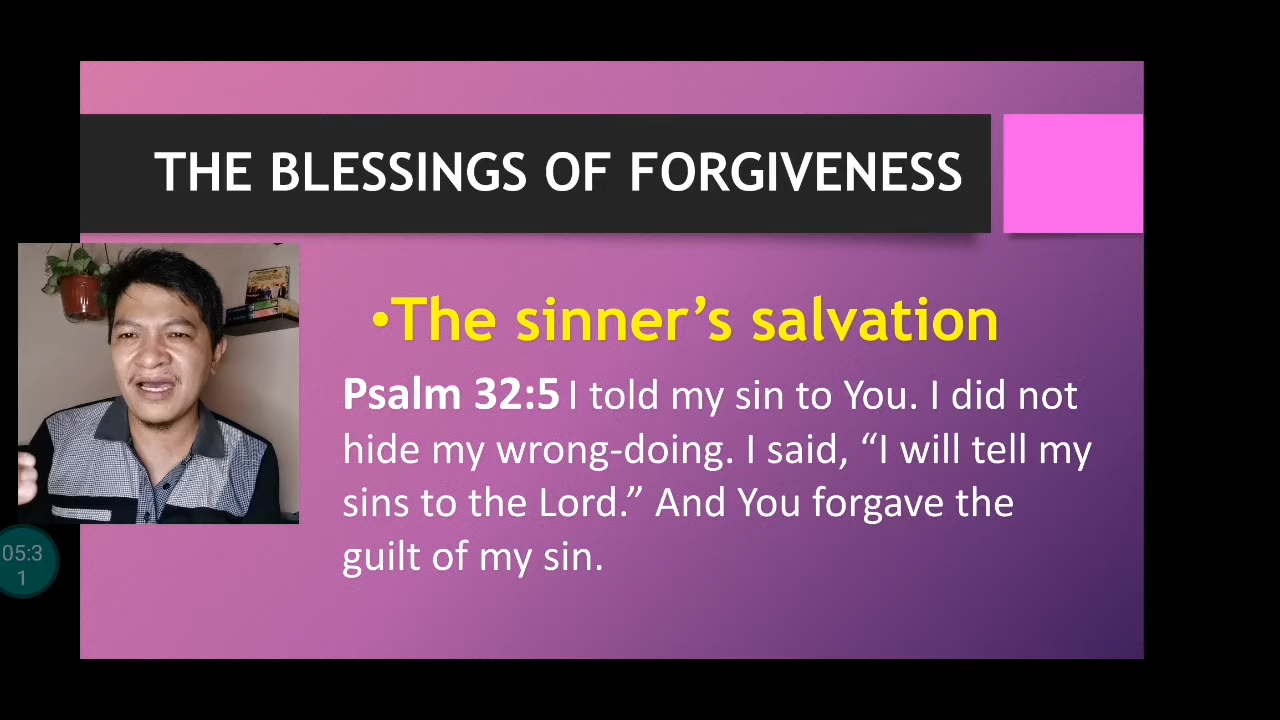 THE BLESSINGS OF FORGIVENESS
•The sinner’s salvation
Psalm 32:5 I told my sin to You. I did not
hide my wrong-doing. I said, “I will tell my
sins to the Lord.” And You forgave the
guilt of my sin.
05:3
1